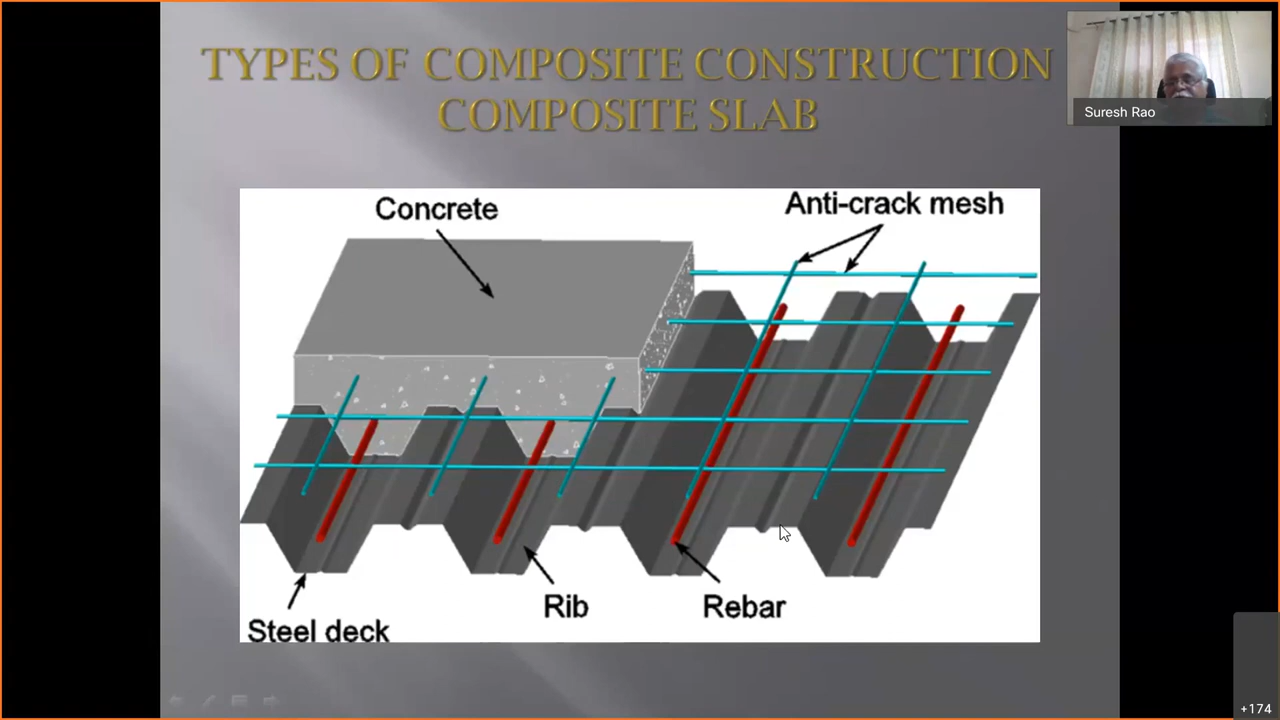 TYPES OF COMPOSITE CONSTRUCTION
COMPOSITE SLAB
Suresh Rao
Concrete
Anti-crack mesh
Rib
Rebar
Steel deck
+174